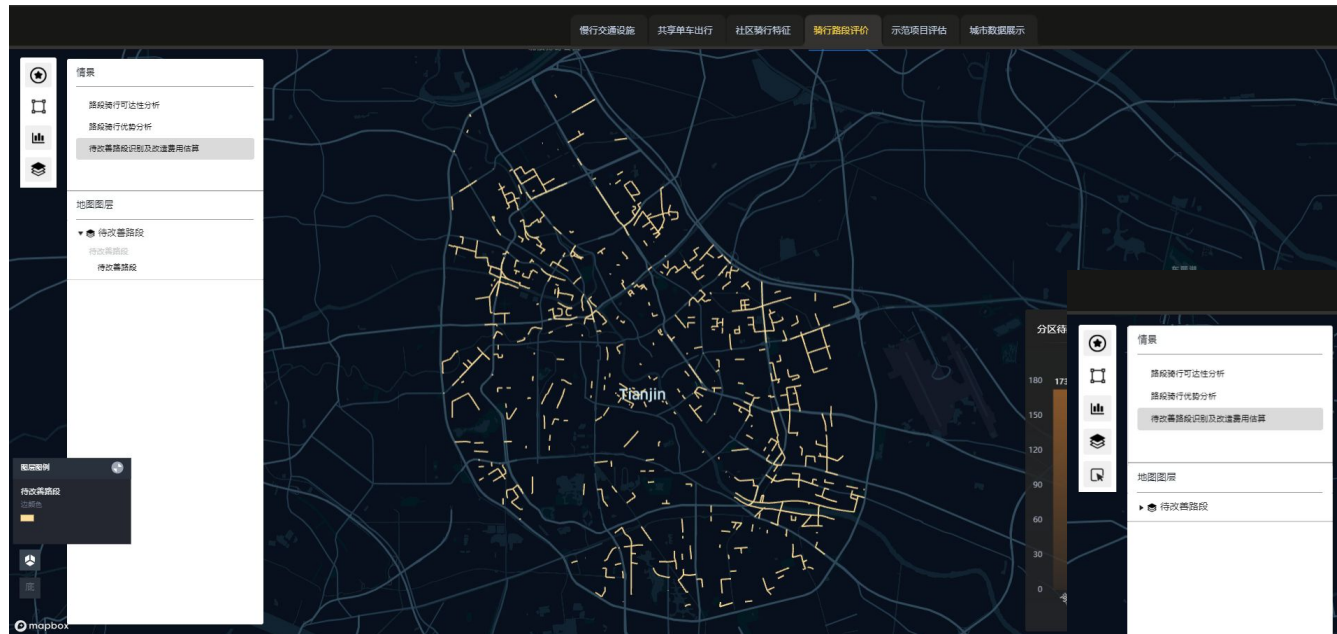 慢行交通设施
共享单车出行
社区骑行特征
骑行路段评价
示范项目评估
城市数据展示
情景
路段骑行可达性分析
路段骑行优势分析
待改善路段识别及改造费用估算
地图图层
待改善路段
待改善路段
待改善路段
Tianjin
图层图例
待改善路段
边颜色
底
mapbox
分区待
180
173
150
120
90
60
30
0
情景
路段骑行可达性分析
路段骑行优势分析
待改善路段识别及改造费用估算
地图图层
待改善路段